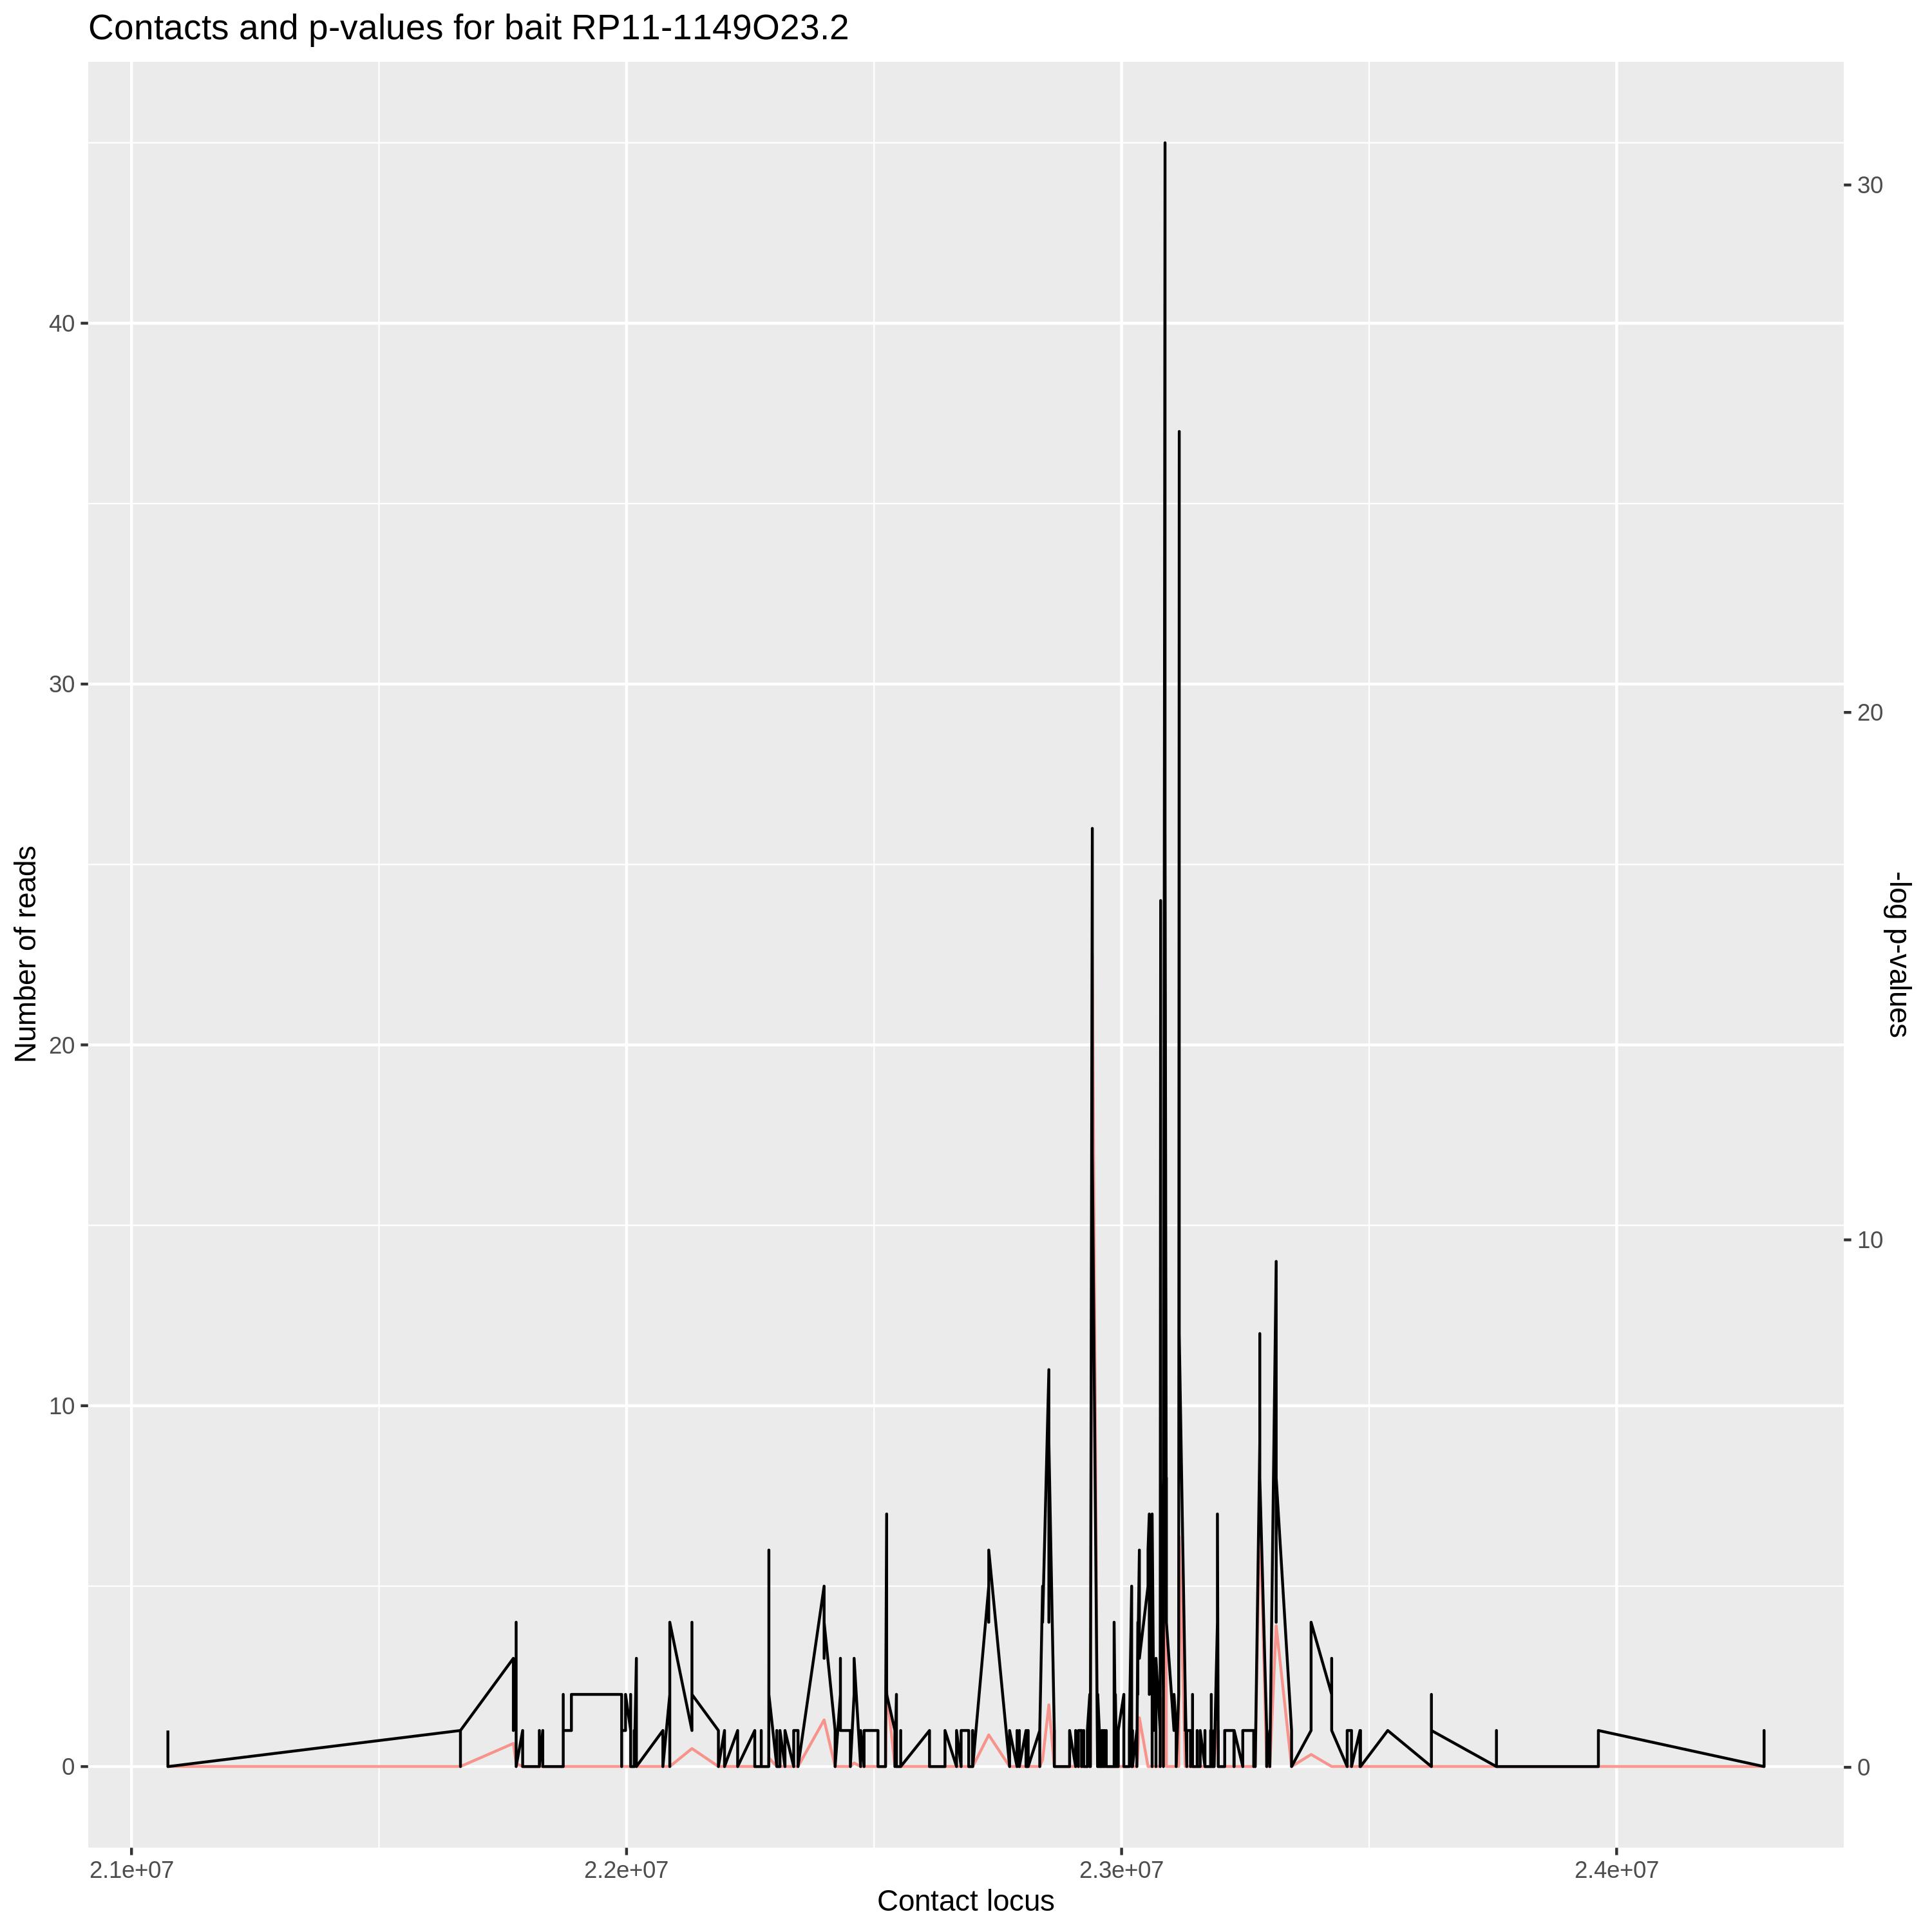 Contacts and p-values for bait RP11-1149O23.2
Number of reads
40
30
20
10
0
30
20
10
0
-log p-values
2.1e+07 2.2e+07 2.3e+07 2.4e+07
Contact locus